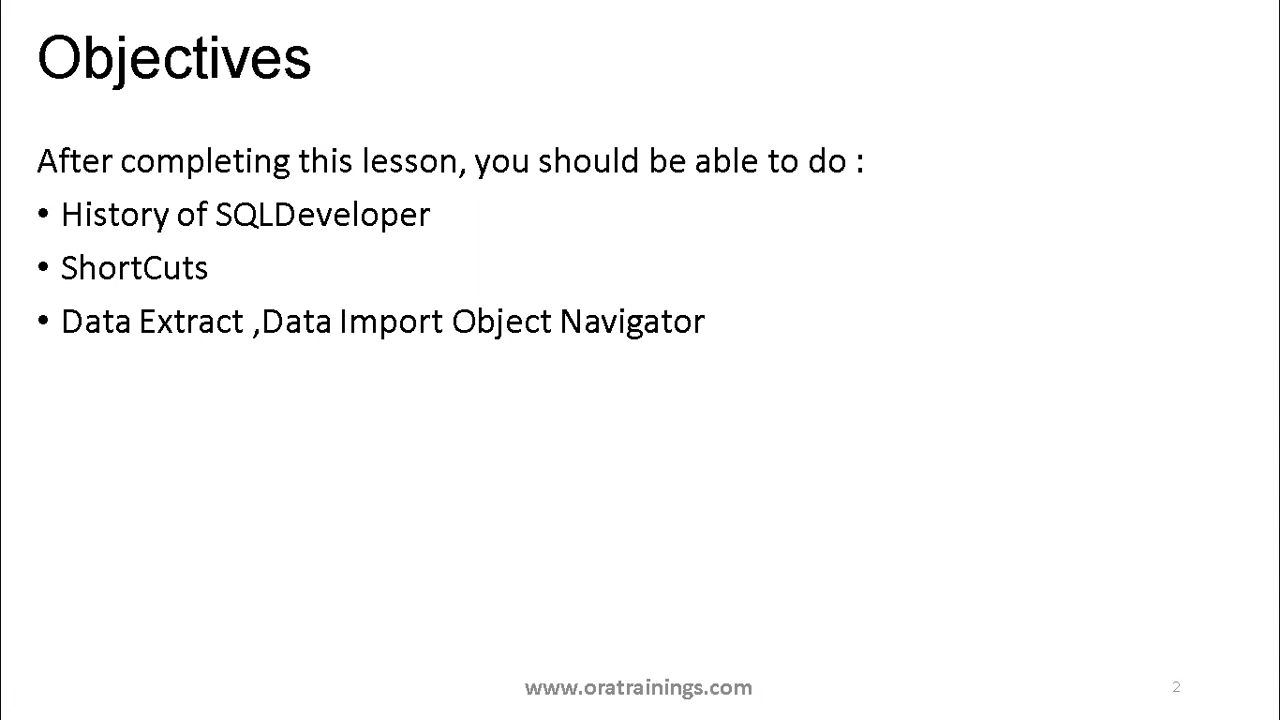 Objectives
After completing this lesson, you should be able to do :
• History of SQLDeveloper
• ShortCuts
• Data Extract ,Data Import Object Navigator
www.oratrainings.com
2